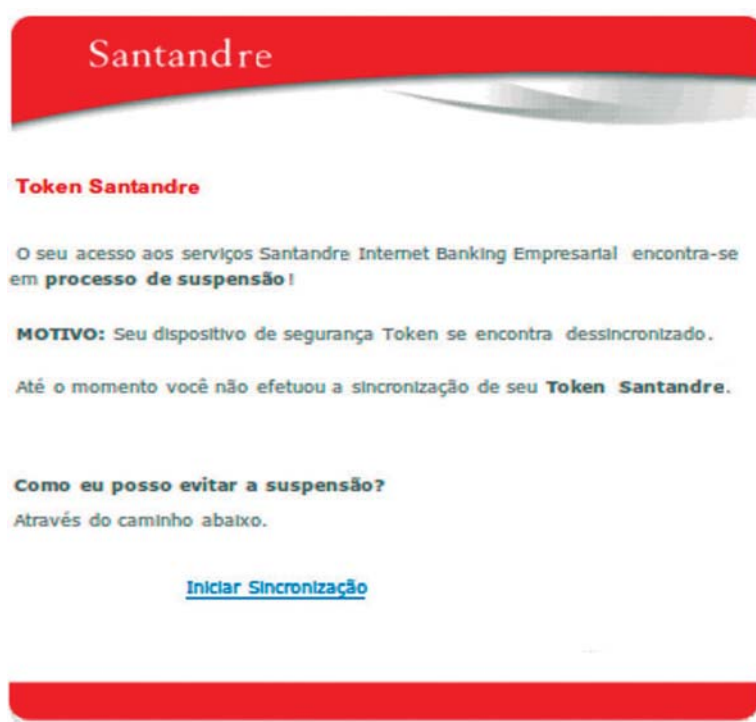 Santandre
Token Santandre
O seu acesso aos serviços Santandre Internet Banking Empresarial encontra-se
em processo de suspensão!
MOTIVO: Seu dispositivo de segurança Token se encontra dessincronizado.
Até o momento você não efetuou a sincronização de seu Token Santandre.
Como eu posso evitar a suspensão?
Através do caminho abaixo.
Iniciar Sincronização